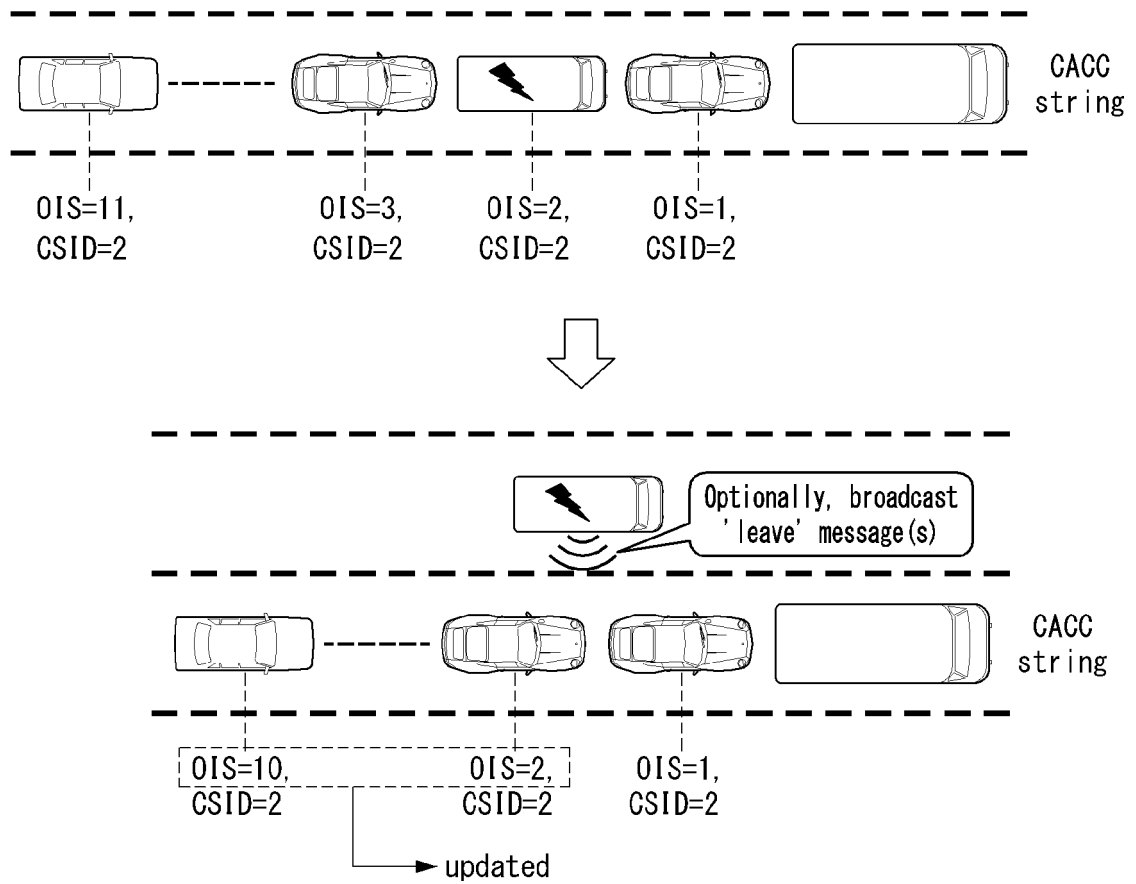 CACC
string
OIS=11,
CSID=2
OIS=3,
CSID=2
OIS=2,
CSID=2
OIS=1,
CSID=2
Optionally, broadcast
'leave' message(s)
CACC
string
OIS=10,
CSID=2
OIS=2,
CSID=2
OIS=1,
CSID=2
updated